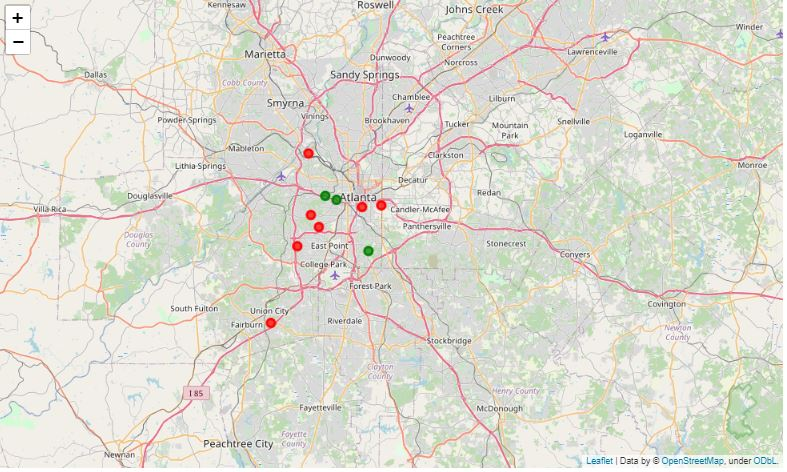 +
−
Kennesaw
Roswell
Johns Creek
Winder
Peachtree
Corners
Marietta
Dunwoody
Norcross
Lawrenceville
Dallas
Sandy Springs
Cobb County
Chamblee
Lilburn
Smyrna
Vinings
Brookhaven
Tucker
Mountain
Park
Snellville
Powder Springs
Loganville
Mableton
Clarkston
Lithia Springs
Monroe
Decatur
Douglasville
Atlanta
Redan
Villa Rica
Candler-McAfee
Panthersville
Douglas
County
East Point
Stonecrest
Conyers
College Park
Forest Park
South Fulton
Union City
Covington
Fairburn
Riverdale
Newton
County
Stockbridge
Clayton
County
I 85
Henry County
Fayetteville
McDonough
Fayette
County
Peachtree City
Newnan
Leaflet | Data by © OpenStreetMap, under ODbL.